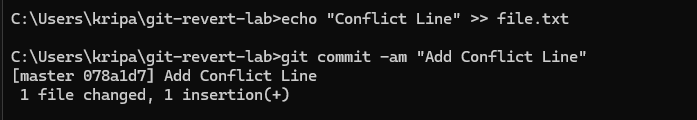 C:\Users\kripa\git-revert-lab>echo "Conflict Line" >> file.txt
C:\Users\kripa\git-revert-lab>git commit -am "Add Conflict Line"
[master 078a1d7] Add Conflict Line
 1 file changed, 1 insertion(+)